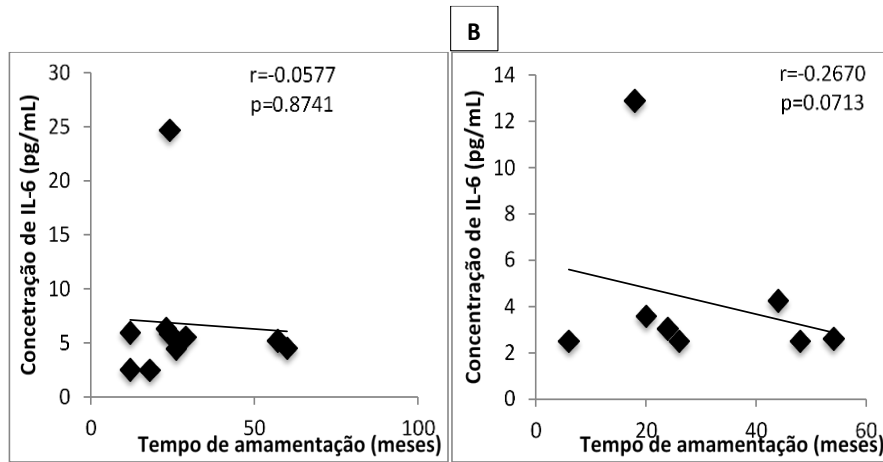 B
r=-0.0577
p=0.8741
Concetração de IL-6 (pg/mL)
30
25
20
15
10
5
0
0 50 100
Tempo de amamentação (meses)
r=-0.2670
p=0.0713
Concentração de IL-6 (pg/mL)
14
12
10
8
6
4
2
0
0 20 40 60
Tempo de amamentação (meses)